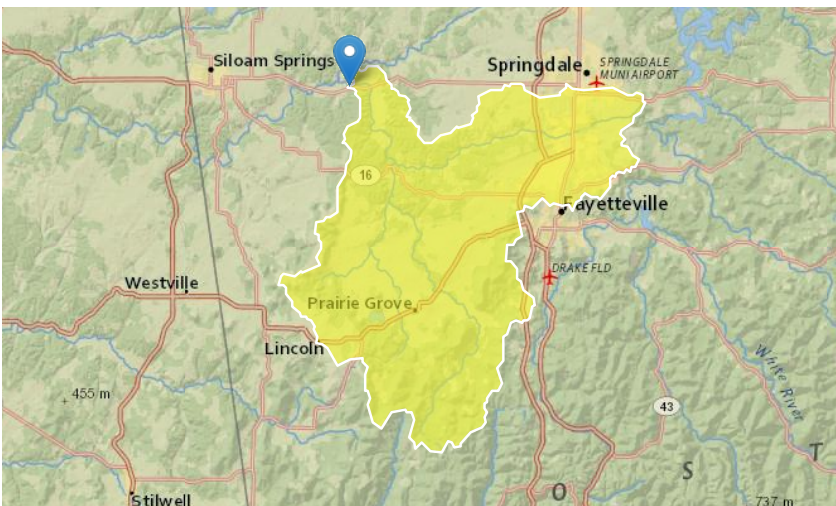 Siloam Springs
Springdale
SPRINGDALE
MUNI AIRPORT
16
Fayetteville
DRAKE FLD
Westville
Prairie Grove
Lincoln
White River
455 m
43
T
S
O
Stilwell
737 m